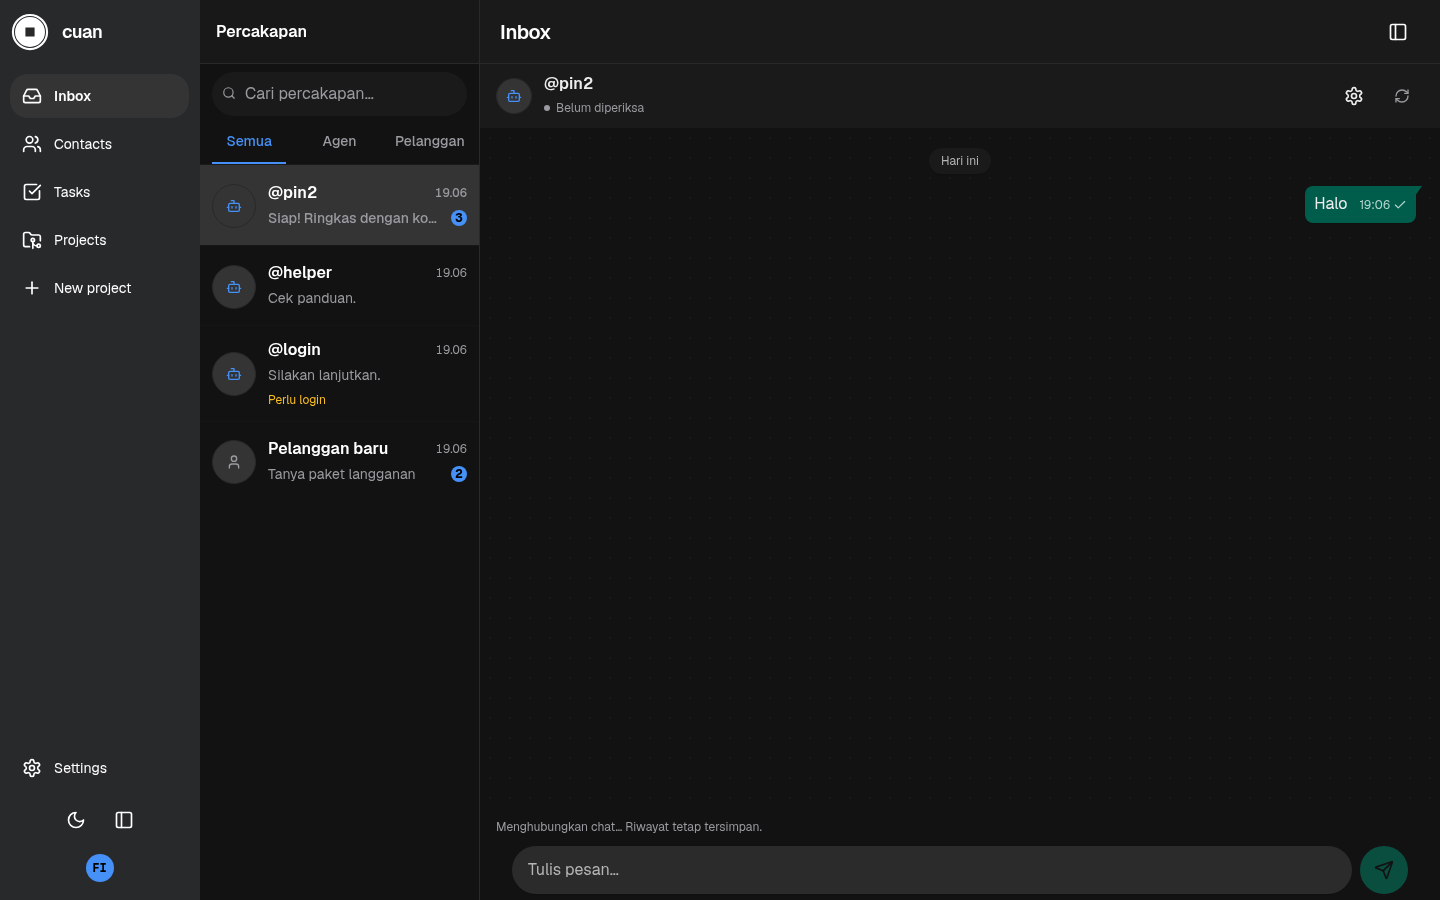 cuan
Inbox
Contacts
Tasks
Projects
New project
Settings
FI
Percakapan
Cari percakapan...
Semua Agen Pelanggan
@pin2 19.06
Siap! Ringkas dengan ko... 3
@helper 19.06
Cek panduan.
@login 19.06
Silakan lanjutkan.
Perlu login
Pelanggan baru 19.06
Tanya paket langganan 2
Inbox
@pin2
Belum diperiksa
Hari ini
Halo 19:06
Menghubungkan chat... Riwayat tetap tersimpan.
Tulis pesan...